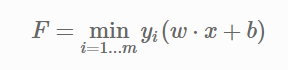 F = min_{i=1...m} y_i(w · x + b)